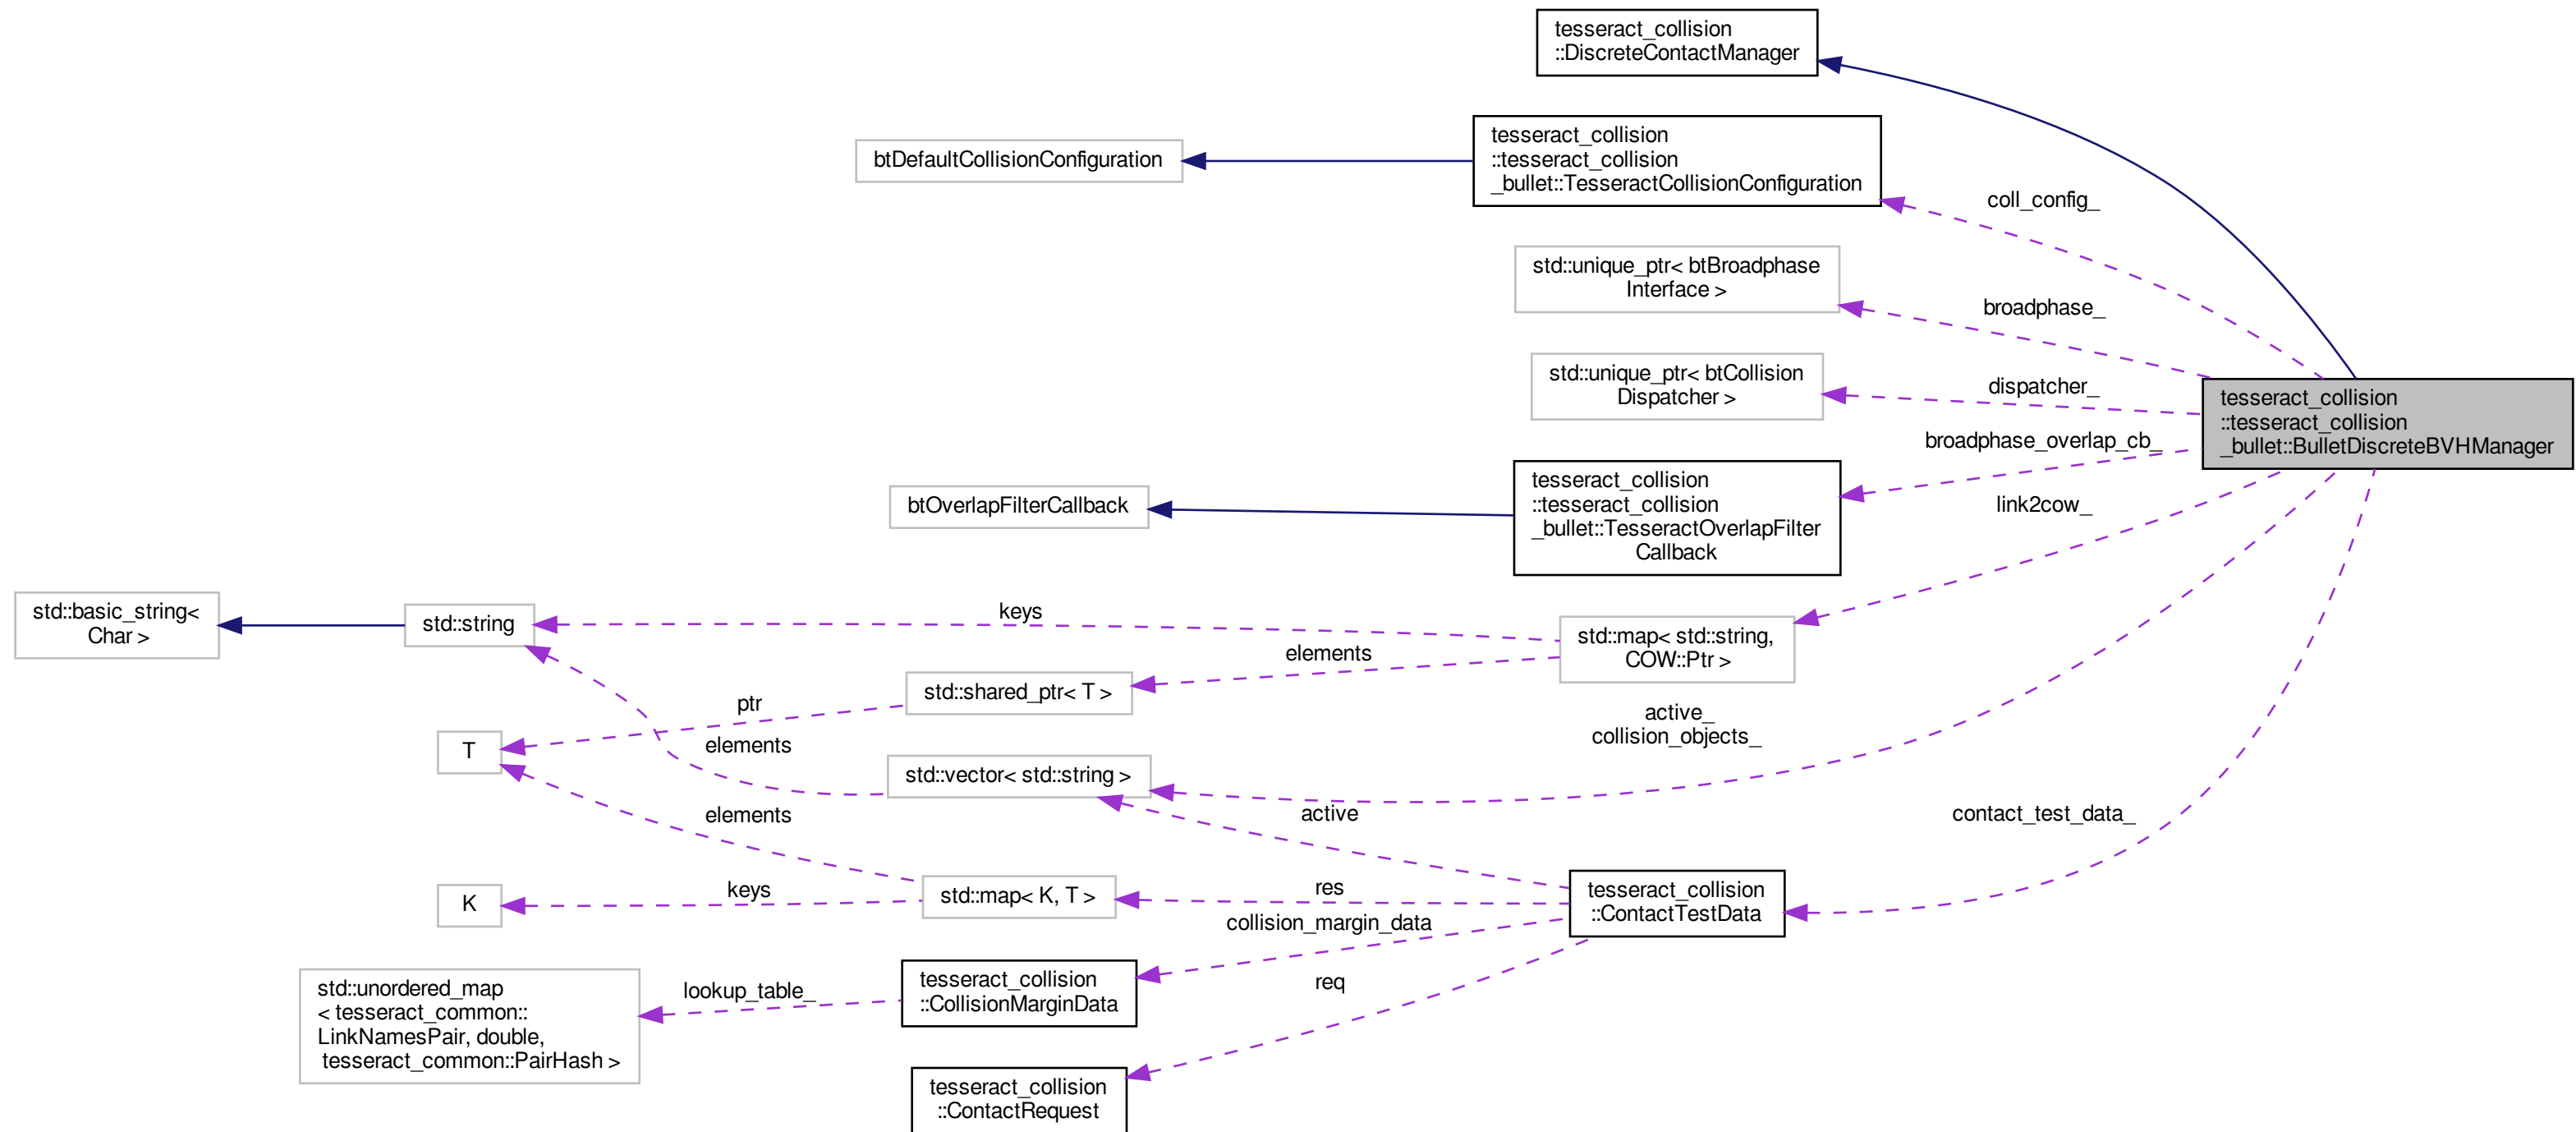 tesseract_collision
::DiscreteContactManager
btDefaultCollisionConfiguration
tesseract_collision
::tesseract_collision
_bullet::TesseractCollisionConfiguration
coll_config_
std::unique_ptr< btBroadphase
Interface >
broadphase_
std::unique_ptr< btCollision
Dispatcher >
dispatcher_
tesseract_collision
::tesseract_collision
_bullet::BulletDiscreteBVHManager
broadphase_overlap_cb_
btOverlapFilterCallback
tesseract_collision
::tesseract_collision
_bullet::TesseractOverlapFilter
Callback
link2cow_
std::basic_string<
Char >
std::string
keys
std::map< std::string,
COW::Ptr >
elements
std::shared_ptr< T >
ptr
T
elements
active_
collision_objects_
std::vector< std::string >
elements
active
contact_test_data_
K
keys
std::map< K, T >
res
tesseract_collision
::ContactTestData
collision_margin_data
std::unordered_map
< tesseract_common::
LinkNamesPair, double,
tesseract_common::PairHash >
lookup_table_
tesseract_collision
::CollisionMarginData
req
tesseract_collision
::ContactRequest